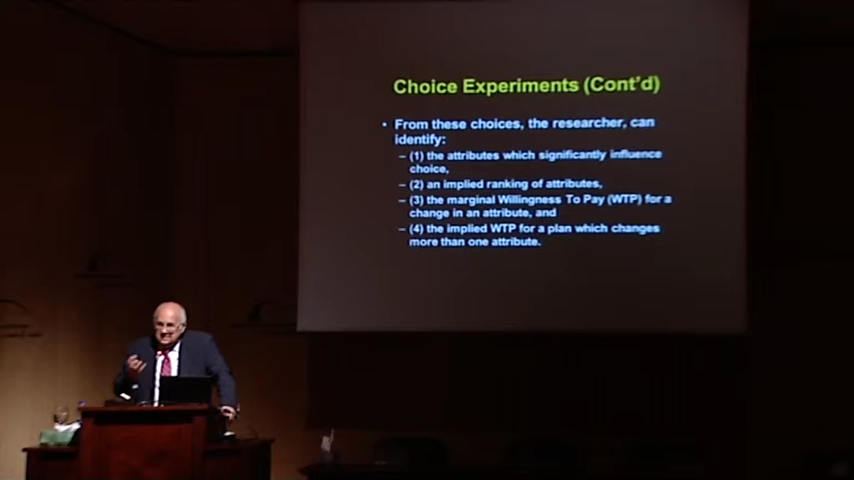 Choice Experiments (Cont'd)
• From these choices, the researcher, can
identify:
– (1) the attributes which significantly influence
choice,
– (2) an implied ranking of attributes,
– (3) the marginal Willingness To Pay (WTP) for a
change in an attribute, and
– (4) the implied WTP for a plan which changes
more than one attribute.